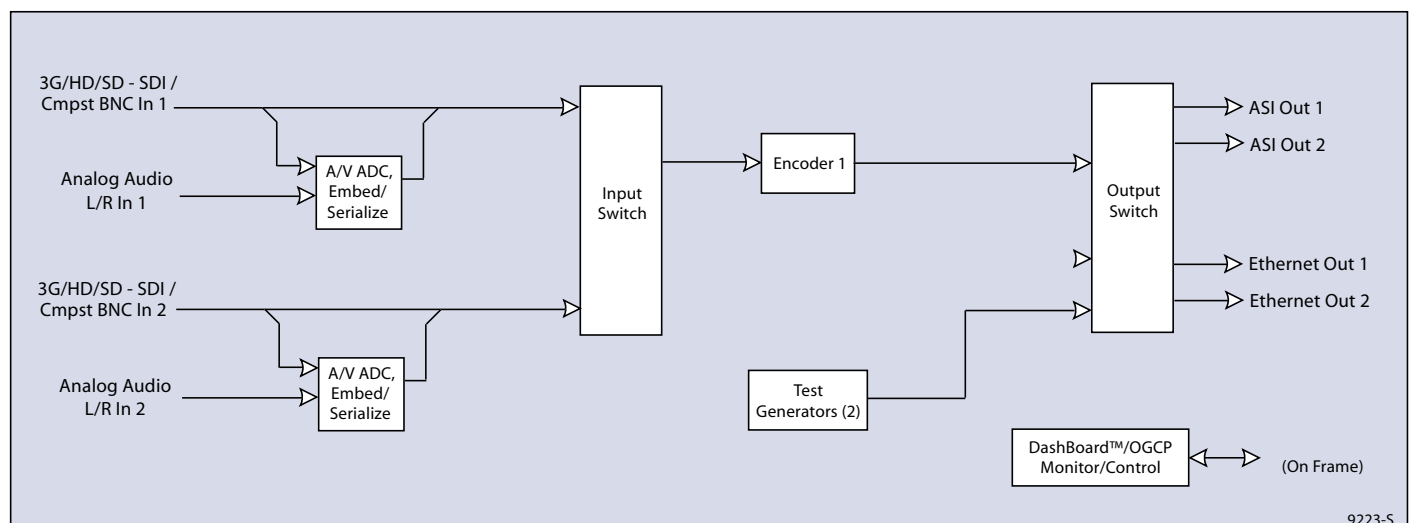 3G/HD/SD - SDI /
Cmpst BNC In 1
Analog Audio
L/R In 1
A/V ADC,
Embed/
Serialize
3G/HD/SD - SDI /
Cmpst BNC In 2
Analog Audio
L/R In 2
A/V ADC,
Embed/
Serialize
Input
Switch
Encoder 1
Test
Generators (2)
Output
Switch
ASI Out 1
ASI Out 2
Ethernet Out 1
Ethernet Out 2
DashBoard™/OGCP
Monitor/Control
(On Frame)
9223-S